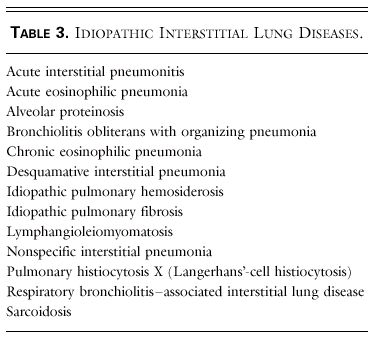 TABLE 3. IDIOPATHIC INTERSTITIAL LUNG DISEASES.
Acute interstitial pneumonitis
Acute eosinophilic pneumonia
Alveolar proteinosis
Bronchiolitis obliterans with organizing pneumonia
Chronic eosinophilic pneumonia
Desquamative interstitial pneumonia
Idiopathic pulmonary hemosiderosis
Idiopathic pulmonary fibrosis
Lymphangioleiomyomatosis
Nonspecific interstitial pneumonia
Pulmonary histiocytosis X (Langerhans’-cell histiocytosis)
Respiratory bronchiolitis–associated interstitial lung disease
Sarcoidosis